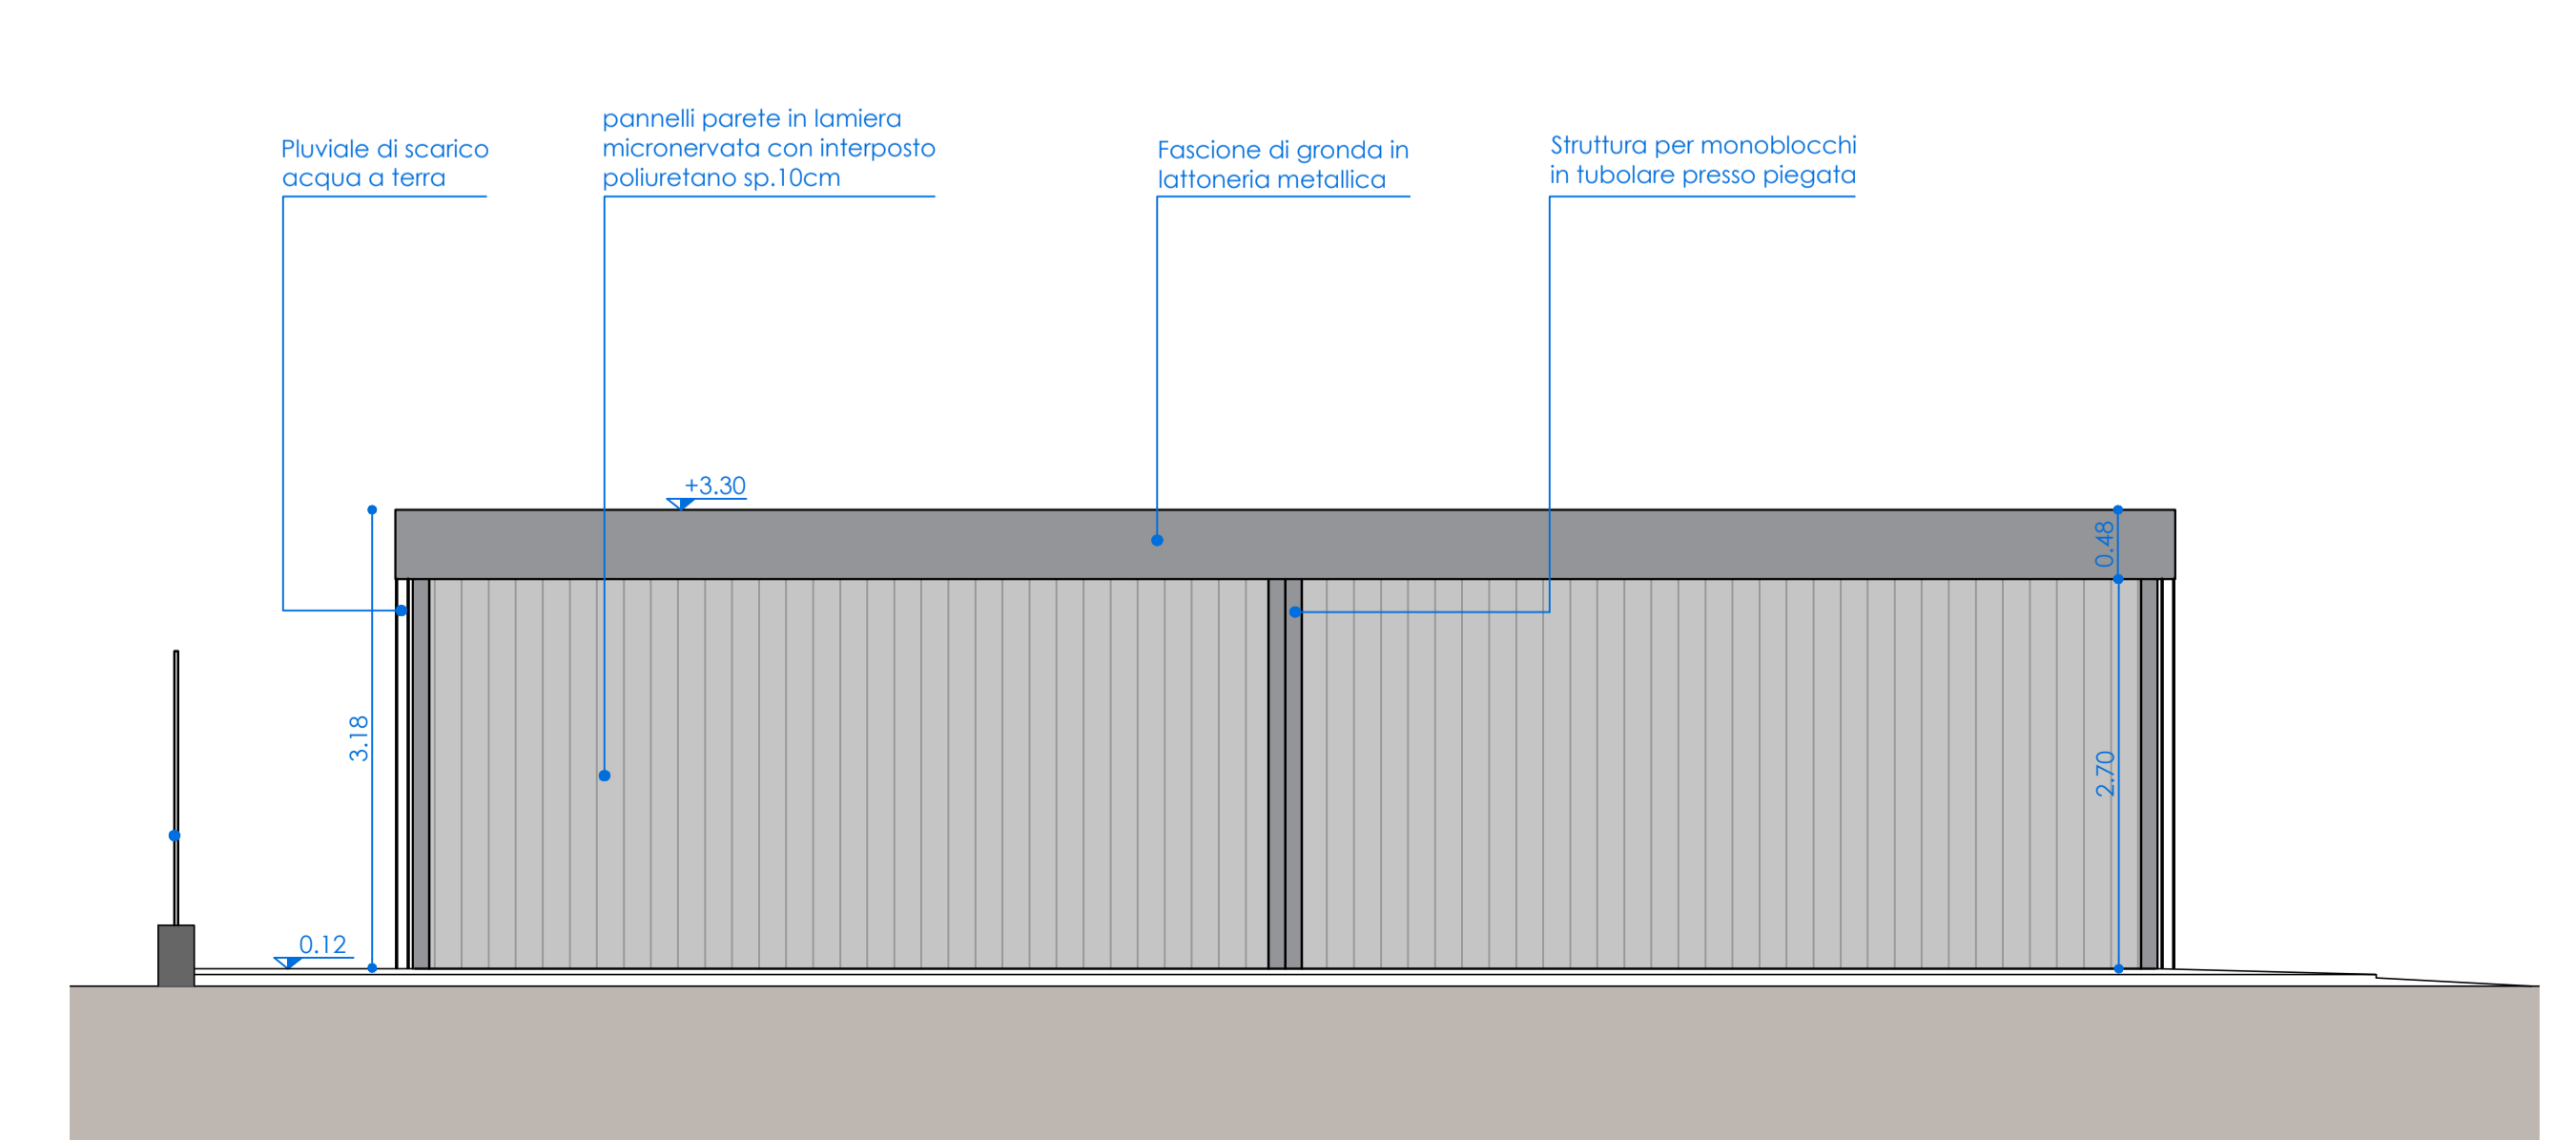 Pluviale di scarico
acqua a terra
pannelli parete in lamiera
micronervata con interposto
poliuretano sp.10cm
Fascione di gronda in
lattoneria metallica
Struttura per monoblocchi
in tubolare presso piegata
+3.30
0.48
3.18
2.70
0.12